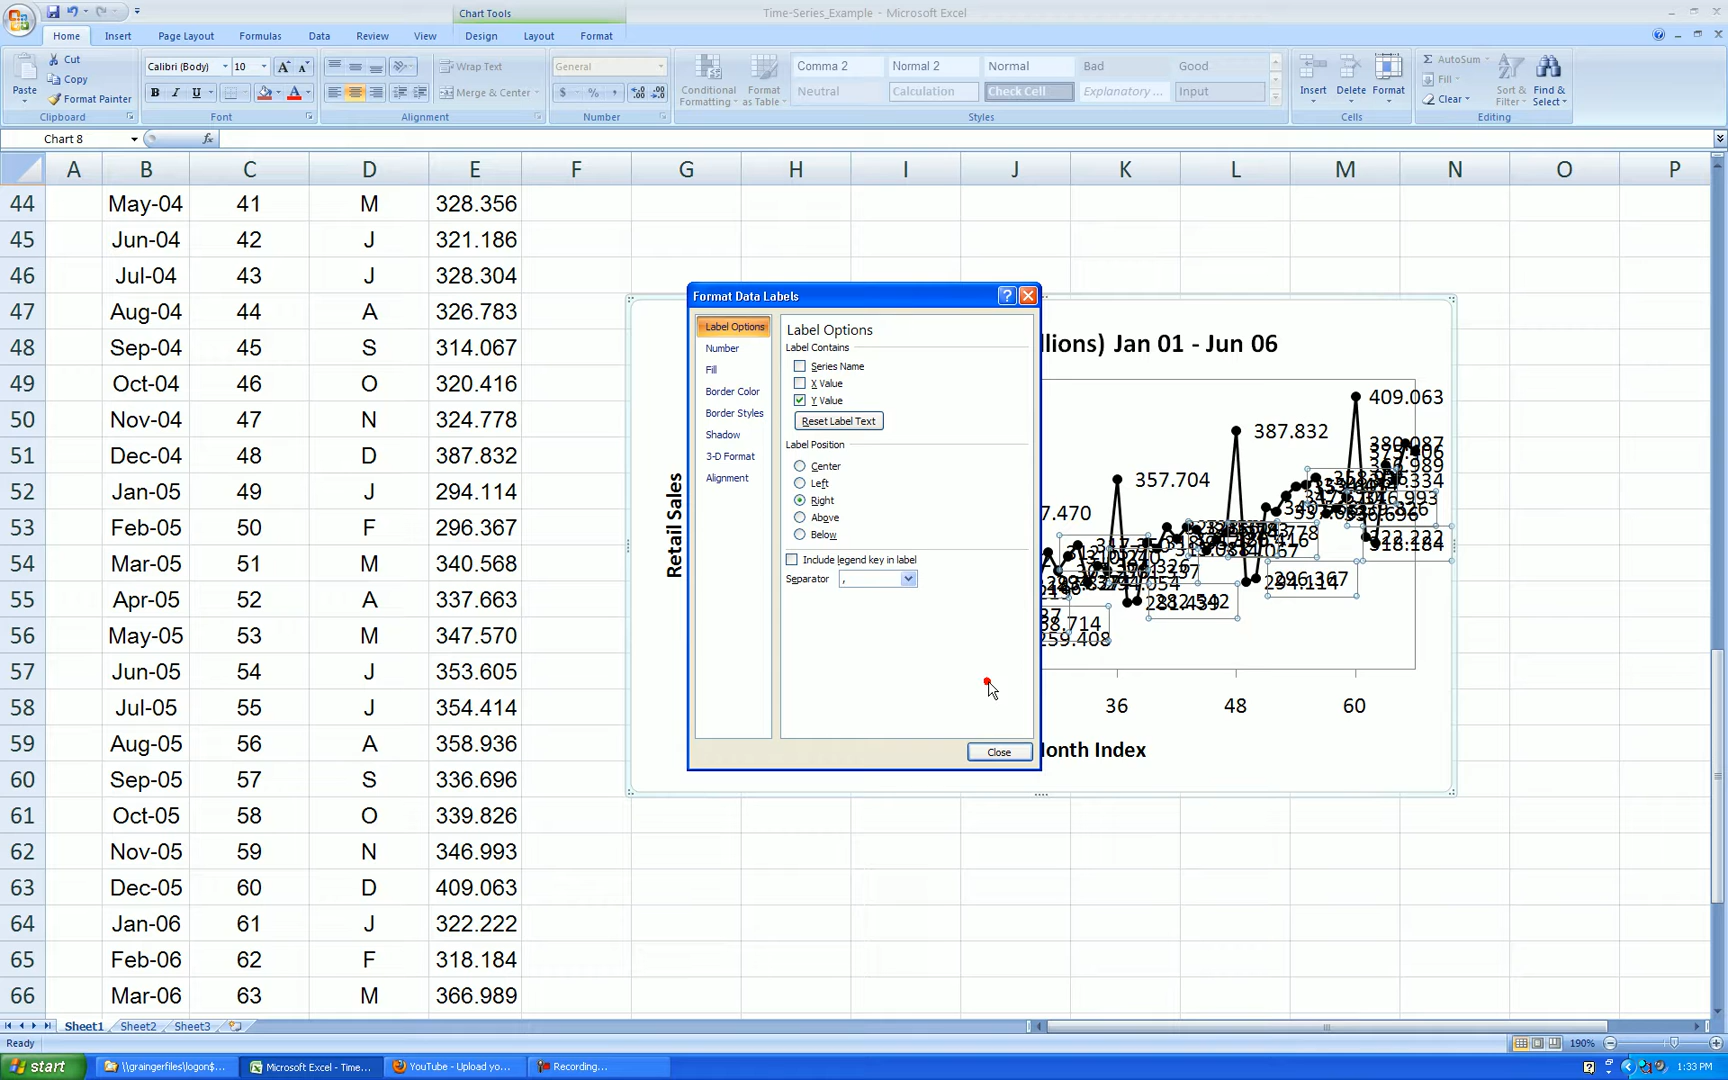 Chart Tools
Time-Series_Example - Microsoft Excel
Home Insert Page Layout Formulas Data Review View Design Layout Format
Paste
Cut
Copy
Format Painter
Clipboard
Calibri (Body) 10
B I U
Font
Wrap Text
Merge & Center
Alignment
General
$ % ,
Number
Conditional Formatting
Format as Table
Comma 2 Normal 2 Normal Bad Good
Neutral Calculation Check Cell Explanatory ... Input
Styles
Insert Delete Format
Cells
AutoSum
Fill
Clear
Sort & Filter
Find & Select
Editing
Chart 8
fx
A B C D E F G H I J K L M N O P
44 May-04 41 M 328.356
45 Jun-04 42 J 321.186
46 Jul-04 43 J 328.304
47 Aug-04 44 A 326.783
48 Sep-04 45 S 314.067
49 Oct-04 46 O 320.416
50 Nov-04 47 N 324.778
51 Dec-04 48 D 387.832
52 Jan-05 49 J 294.114
53 Feb-05 50 F 296.367
54 Mar-05 51 M 340.568
55 Apr-05 52 A 337.663
56 May-05 53 M 347.570
57 Jun-05 54 J 353.605
58 Jul-05 55 J 354.414
59 Aug-05 56 A 358.936
60 Sep-05 57 S 336.696
61 Oct-05 58 O 339.826
62 Nov-05 59 N 346.993
63 Dec-05 60 D 409.063
64 Jan-06 61 J 322.222
65 Feb-06 62 F 318.184
66 Mar-06 63 M 366.989
Format Data Labels
Label Options
Number
Fill
Border Color
Border Styles
Shadow
3-D Format
Alignment
Label Options
Label Contains
Series Name
X Value
Y Value
Reset Label Text
Label Position
Center
Left
Right
Above
Below
Include legend key in label
Separator ,
Close
llions) Jan 01 - Jun 06
Retail Sales
409.063
387.832
357.704
7.470
318.184
294.114
259.408
36 48 60
Month Index
Sheet1 Sheet2 Sheet3
Ready
190%
start
\\graingerfiles\logon$...
Microsoft Excel - Time...
YouTube - Upload yo...
Recording...
1:33 PM